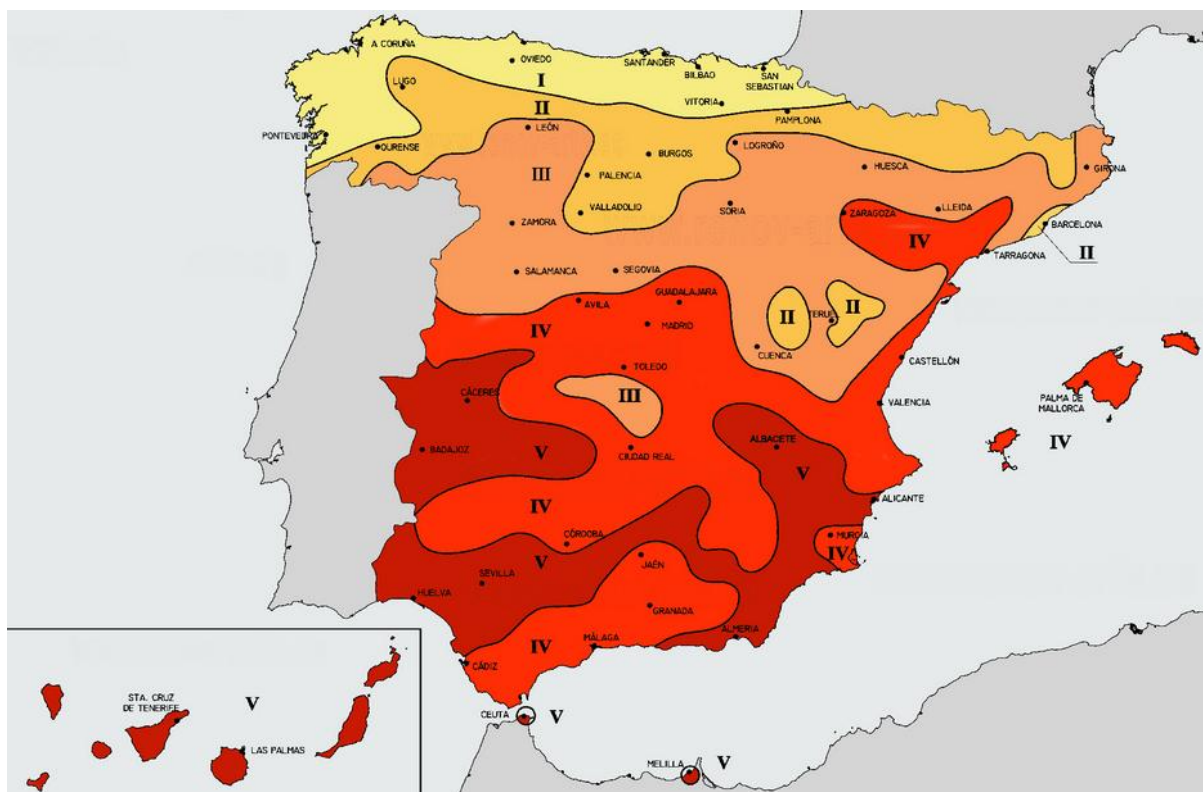 A CORUÑA
OVIEDO
SANTANDER
BILBAO
SAN
SEBASTIAN
LUGO
I
VITORIA
II
PAMPLONA
PONTEVEDRA
LEÓN
OURENSE
BURGOS
LOGROÑO
HUESCA
GIRONA
III
PALENCIA
VALLADOLID
SORIA
ZARAGOZA
LLEIDA
ZAMORA
BARCELONA
IV
II
TARRAGONA
SALAMANCA
SEGOVIA
AVILA
GUADALAJARA
IV
MADRID
II
TERUEL
II
CUENCA
CASTELLÓN
TOLEDO
CÁCERES
III
VALENCIA
PALMA DE
MALLORCA
IV
BADAJOZ
V
CIUDAD REAL
ALBACETE
V
IV
ALICANTE
CÓRDOBA
MURCIA
V
JAÉN
IV
SEVILLA
HUELVA
GRANADA
ALMERIA
MÁLAGA
IV
CÁDIZ
CEUTA
V
MELILLA
V
STA. CRUZ
DE TENERIFE
V
LAS PALMAS